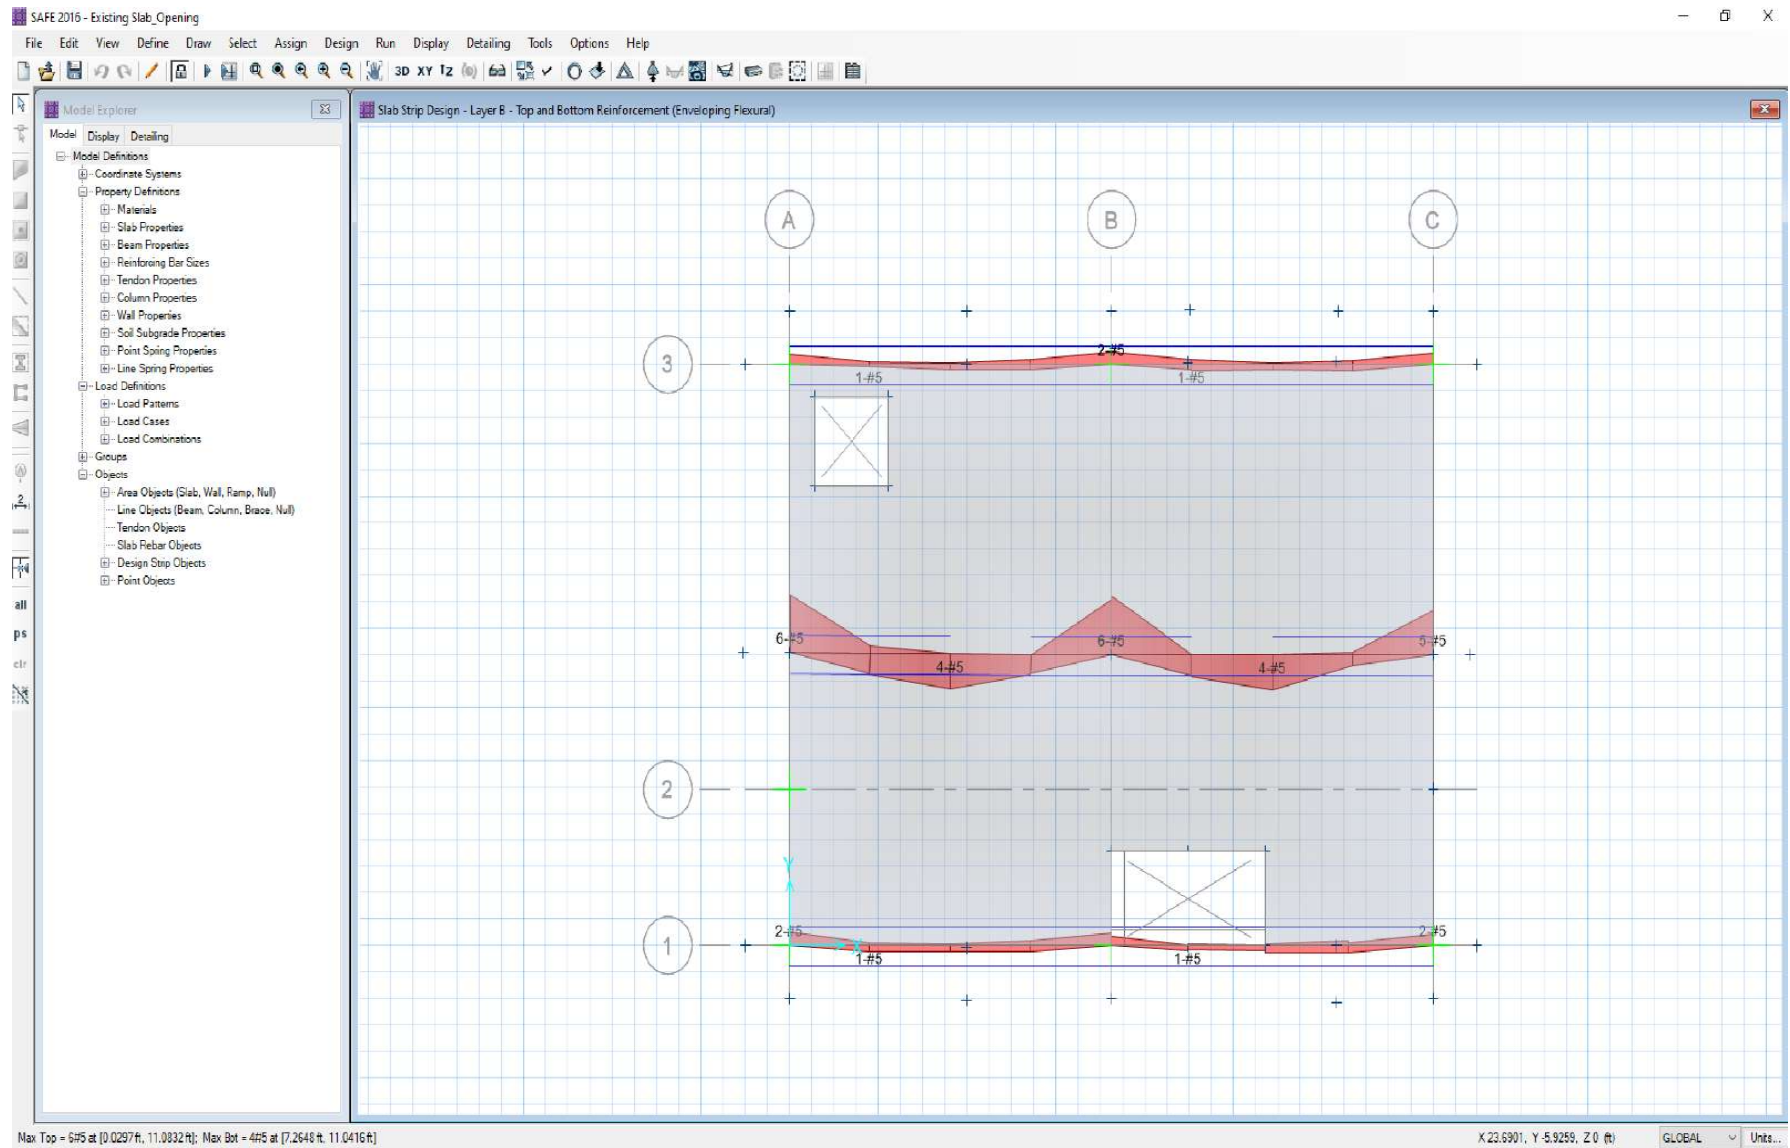 SAFE 2016 - Existing Slab_Opening
File Edit View Define Draw Select Assign Design Run Display Detailing Tools Options Help
3D XY
Model Explorer
Slab Strip Design - Layer B - Top and Bottom Reinforcement (Enveloping Flexural)
Model Display Detailing
Model Definitions
Coordinate Systems
Property Definitions
Materials
Slab Properties
Beam Properties
Reinforcing Bar Sizes
Tendon Properties
Column Properties
Wall Properties
Soil Subgrade Properties
Point Spring Properties
Line Spring Properties
Load Definitions
Load Patterns
Load Cases
Load Combinations
Groups
Objects
Area Objects (Slab, Wall, Ramp, Null)
Line Objects (Beam, Column, Brace, Null)
Tendon Objects
Slab Rebar Objects
Design Strip Objects
Point Objects
all
ps
clr
A B C
3
2-#5
1-#5 1-#5
6-#5 6-#5 5-#5
4-#5 4-#5
2
Y
2-#5 2-#5
1 X
1-#5 1-#5
Max Top = 6#5 at [0.0297 ft, 11.0832 ft]; Max Bot = 4#5 at [7.2648 ft, 11.0416 ft]
X 23.6901, Y -5.9259, Z 0 (ft) GLOBAL Units...